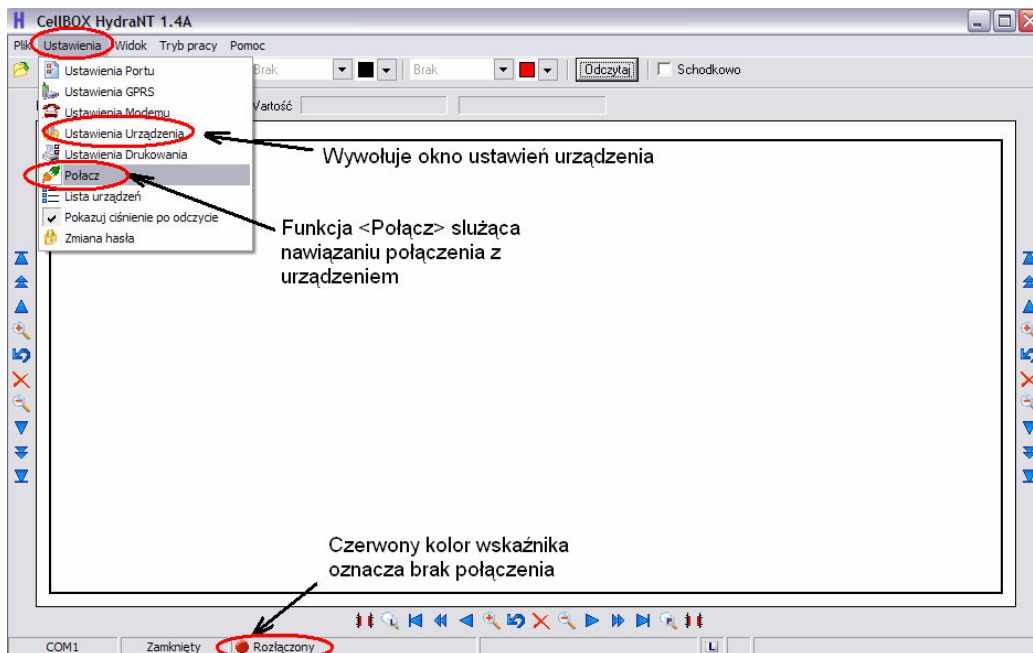 H CellBOX HydraNT 1.4A
Plik Ustawienia Widok Tryb pracy Pomoc
Brak Brak Odczytaj Schodkowo
Wartość
Ustawienia Portu
Ustawienia GPRS
Ustawienia Modemu
Ustawienia Urządzenia
Ustawienia Drukowania
Połacz
Lista urządzeń
Pokazuj ciśnienie po odczycie
Zmiana hasła
Wywołuje okno ustawień urządzenia
Funkcja <Połącz> slużąca
nawiązaniu połączenia z
urządzeniem
Czerwony kolor wskaźnika
oznacza brak połączenia
COM1 Zamknięty Rozłączony L